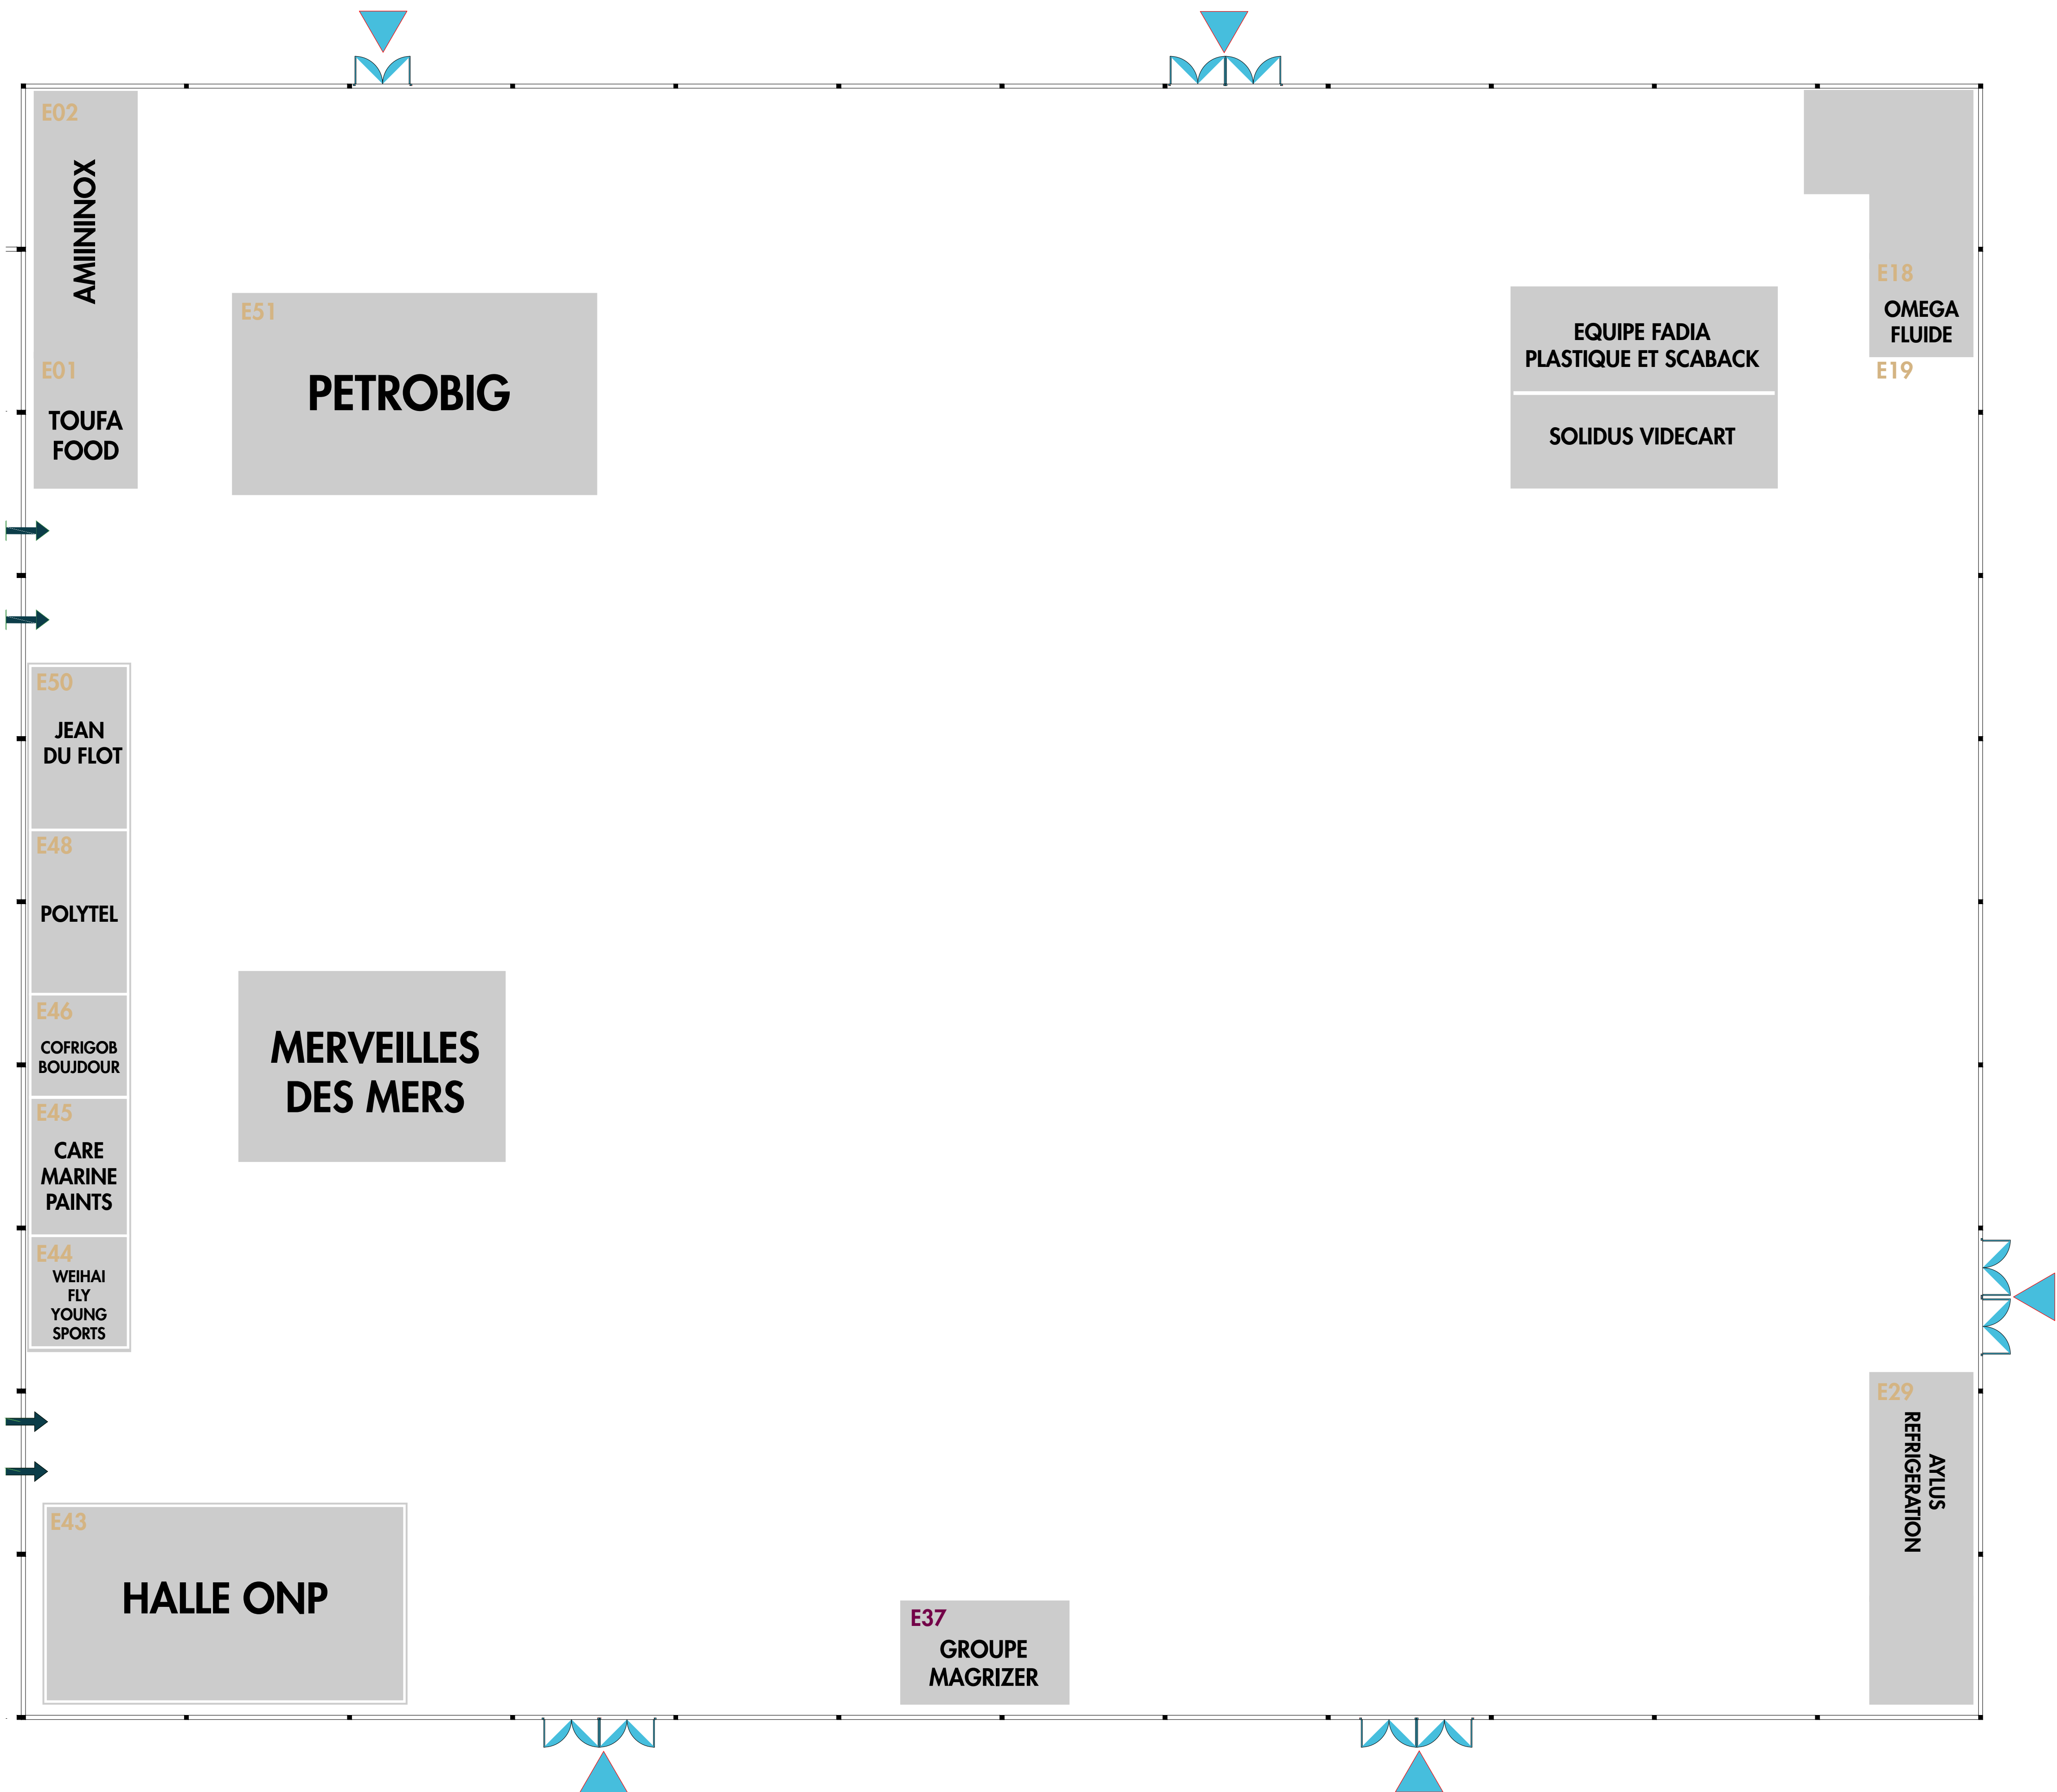 E02
AMININOX
E01
TOUFA
FOOD
E51
PETROBIG
EQUIPE FADIA
PLASTIQUE ET SCABACK
SOLIDUS VIDECART
E18
OMEGA
FLUIDE
E19
E50
JEAN
DU FLOT
E48
POLYTEL
E46
COFRIGOB
BOUJDOUR
E45
CARE
MARINE
PAINTS
E44
WEIHAI
FLY
YOUNG
SPORTS
MERVEILLES
DES MERS
E43
HALLE ONP
E37
GROUPE
MAGRIZER
E29
AYLUS
REFRIGERATION